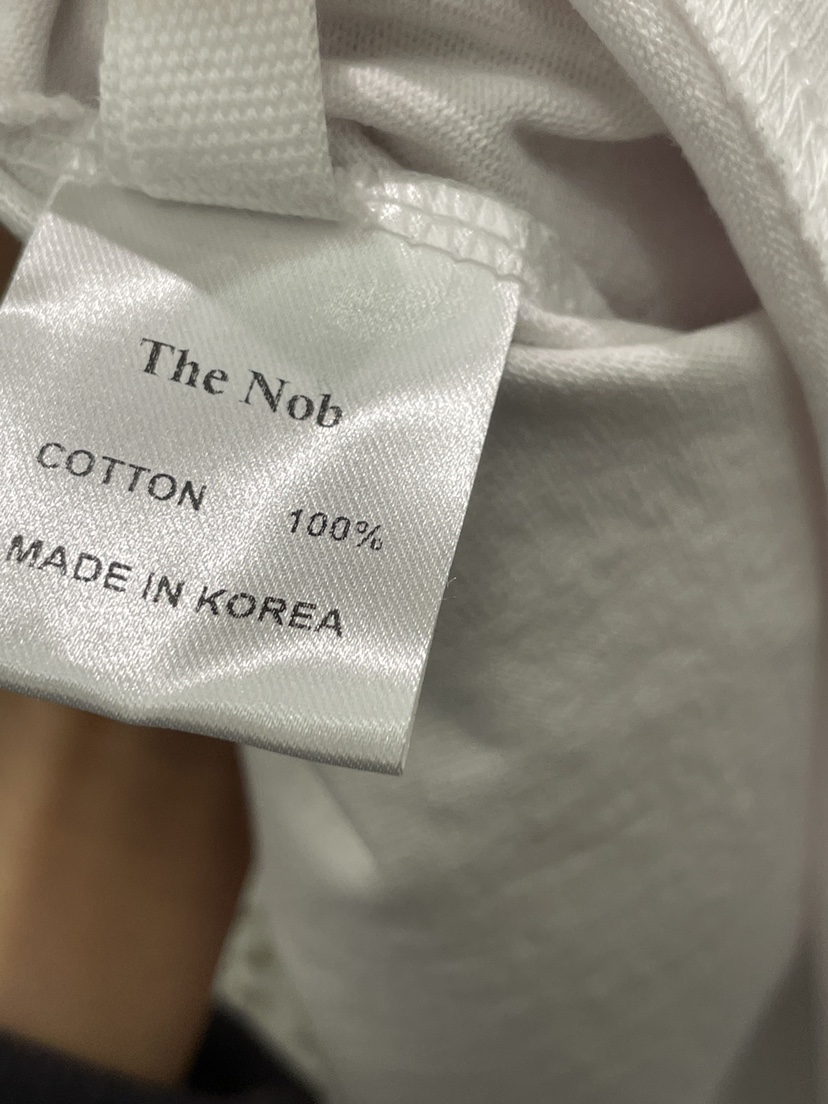 The Nob
COTTON 100%
MADE IN KOREA